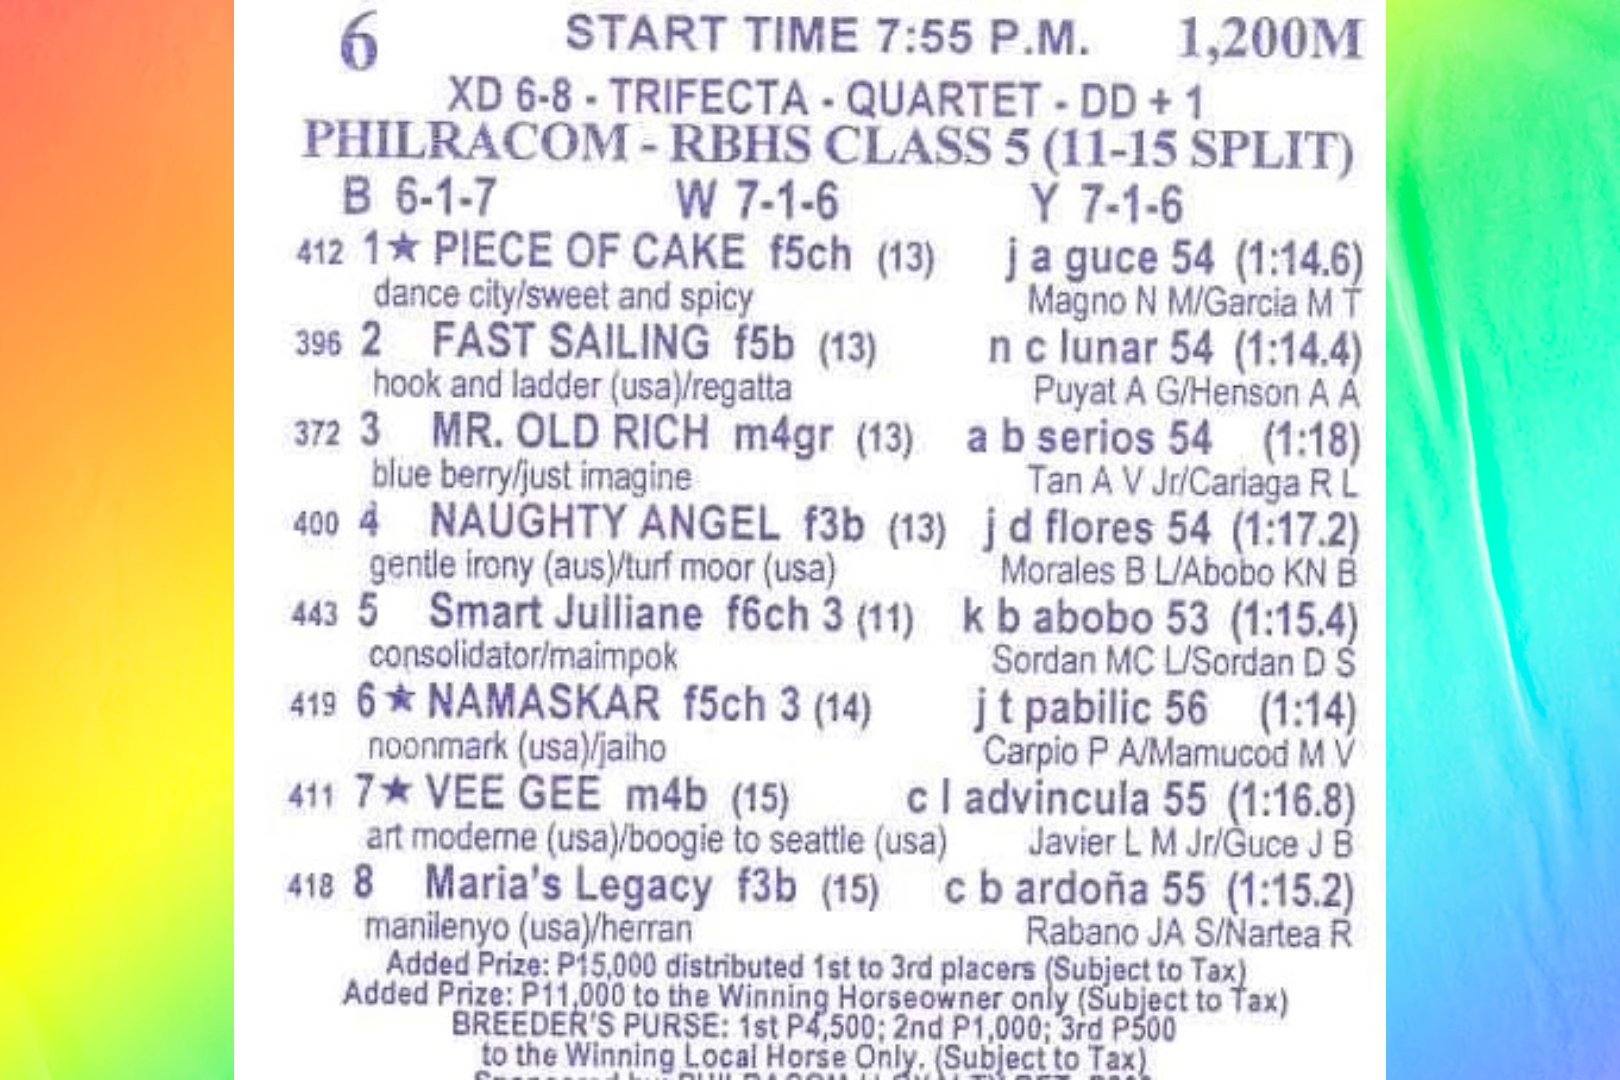 6 START TIME 7:55 P.M. 1,200M
XD 6-8 - TRIFECTA - QUARTET - DD + 1
PHILRACOM - RBHS CLASS 5 (11-15 SPLIT)
B 6-1-7 W 7-1-6 Y 7-1-6
412 1★ PIECE OF CAKE f5ch (13) j a guce 54 (1:14.6)
dance city/sweet and spicy Magno N M/Garcia M T
396 2 FAST SAILING f5b (13) n c lunar 54 (1:14.4)
hook and ladder (usa)/regatta Puyat A G/Henson A A
372 3 MR. OLD RICH m4gr (13) a b serios 54 (1:18)
blue berry/just imagine Tan A V Jr/Cariaga R L
400 4 NAUGHTY ANGEL f3b (13) j d flores 54 (1:17.2)
gentle irony (aus)/turf moor (usa) Morales B L/Abobo KN B
443 5 Smart Julliane f6ch 3 (11) k b abobo 53 (1:15.4)
consolidator/maimpok Sordan MC L/Sordan D S
419 6★ NAMASKAR f5ch 3 (14) j t pabilic 56 (1:14)
noonmark (usa)/jaiho Carpio P A/Mamucod M V
411 7★ VEE GEE m4b (15) c l advincula 55 (1:16.8)
art moderne (usa)/boogie to seattle (usa) Javier L M Jr/Guce J B
418 8 Maria's Legacy f3b (15) c b ardoña 55 (1:15.2)
manilenyo (usa)/herran Rabano JA S/Nartea R
Added Prize: P15,000 distributed 1st to 3rd placers (Subject to Tax)
Added Prize: P11,000 to the Winning Horseowner only (Subject to Tax)
BREEDER'S PURSE: 1st P4,500; 2nd P1,000; 3rd P500
to the Winning Local Horse Only. (Subject to Tax)